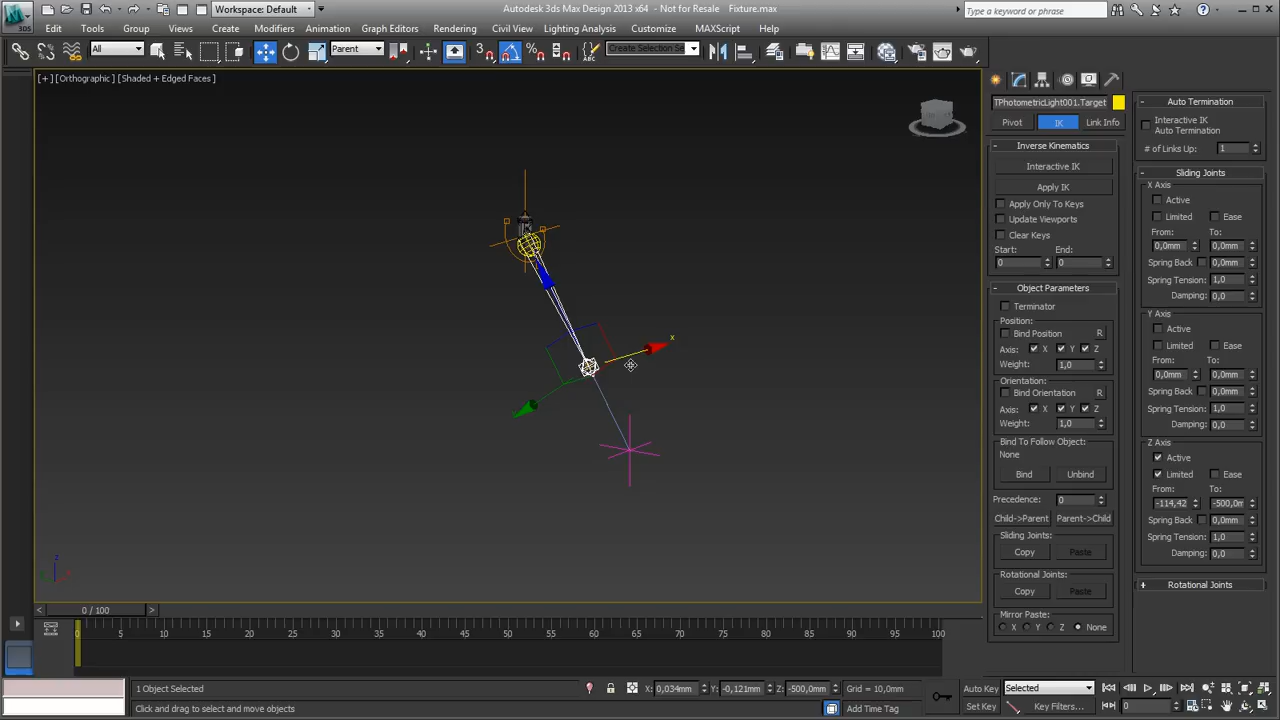 Workspace: Default
Autodesk 3ds Max Design 2013 x64 - Not for Resale Fixture.max
Type a keyword or phrase
Edit Tools Group Views Create Modifiers Animation Graph Editors Rendering Civil View Lighting Analysis Customize MAXScript Help
All Parent Create Selection Se
[+] [Orthographic] [Shaded + Edged Faces]
TPhotometricLight001.Target
Pivot IK Link Info
Inverse Kinematics
Interactive IK
Apply IK
Apply Only To Keys
Update Viewports
Clear Keys
Start: End:
0 0
Object Parameters
Terminator
Position:
Bind Position R
Axis: X Y Z
Weight: 1,0
Orientation:
Bind Orientation R
Axis: X Y Z
Weight: 1,0
Bind To Follow Object:
None
Bind Unbind
Precedence: 0
Child->Parent Parent->Child
Sliding Joints:
Copy Paste
Rotational Joints:
Copy Paste
Mirror Paste:
X Y Z None
Auto Termination
Interactive IK
Auto Termination
# of Links Up: 1
Sliding Joints
X Axis
Active
Limited Ease
From: To:
0,0mm 0,0mm
Spring Back 0,0mm
Spring Tension: 1,0
Damping: 0,0
Y Axis
Active
Limited Ease
From: To:
0,0mm 0,0mm
Spring Back 0,0mm
Spring Tension: 1,0
Damping: 0,0
Z Axis
Active
Limited Ease
From: To:
-114,42 -500,0m
Spring Back 0,0mm
Spring Tension: 1,0
Damping: 0,0
Rotational Joints
x
z
0 / 100
0 5 10 15 20 25 30 35 40 45 50 55 60 65 70 75 80 85 90 95 100
1 Object Selected X: 0,034mm Y: -0,121mm Z: -500,0mm Grid = 10,0mm Auto Key Selected
Click and drag to select and move objects Add Time Tag Set Key Key Filters... 0